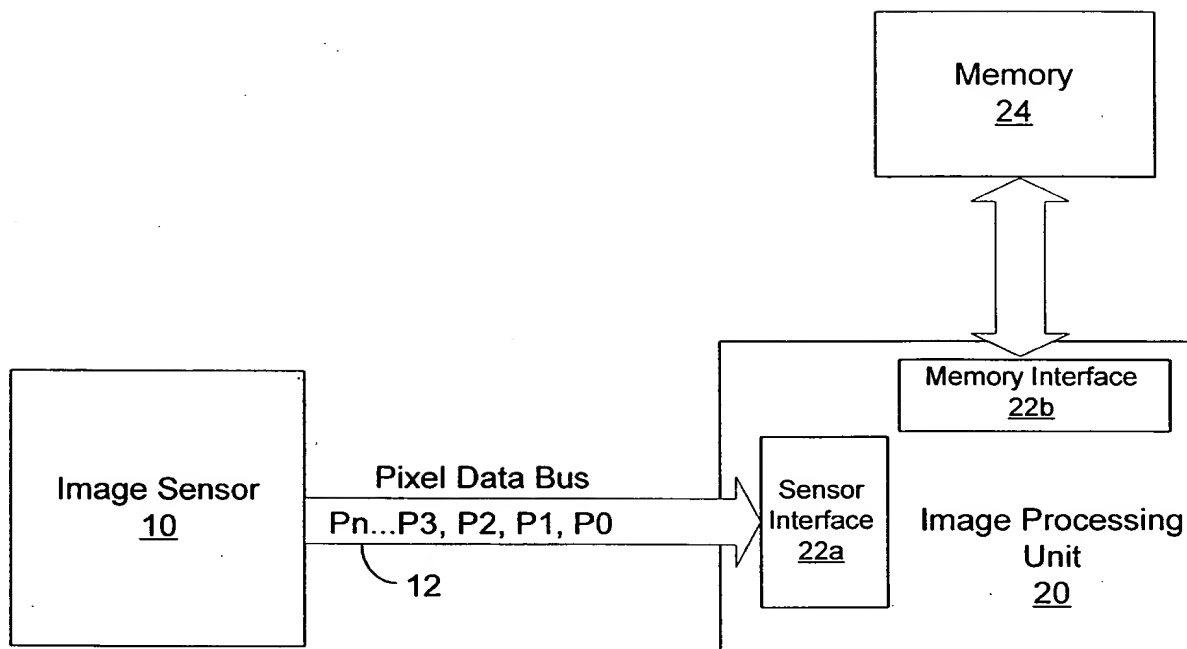 Memory
24
Memory Interface
22b
Image Sensor
10
Pixel Data Bus
Pn...P3, P2, P1, P0
12
Sensor
Interface
22a
Image Processing
Unit
20